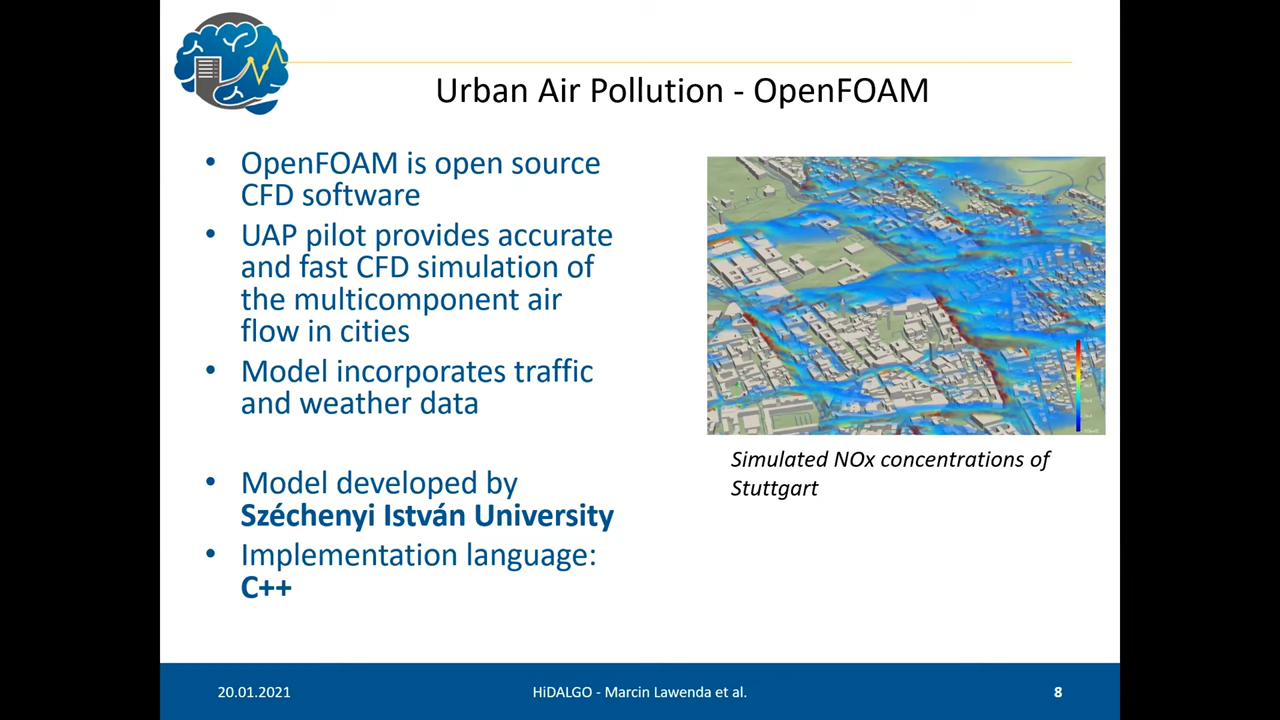 Urban Air Pollution - OpenFOAM
• OpenFOAM is open source
CFD software
• UAP pilot provides accurate
and fast CFD simulation of
the multicomponent air
flow in cities
• Model incorporates traffic
and weather data
• Model developed by
Széchenyi István University
• Implementation language:
C++
Simulated NOx concentrations of
Stuttgart
20.01.2021
HiDALGO - Marcin Lawenda et al.
8